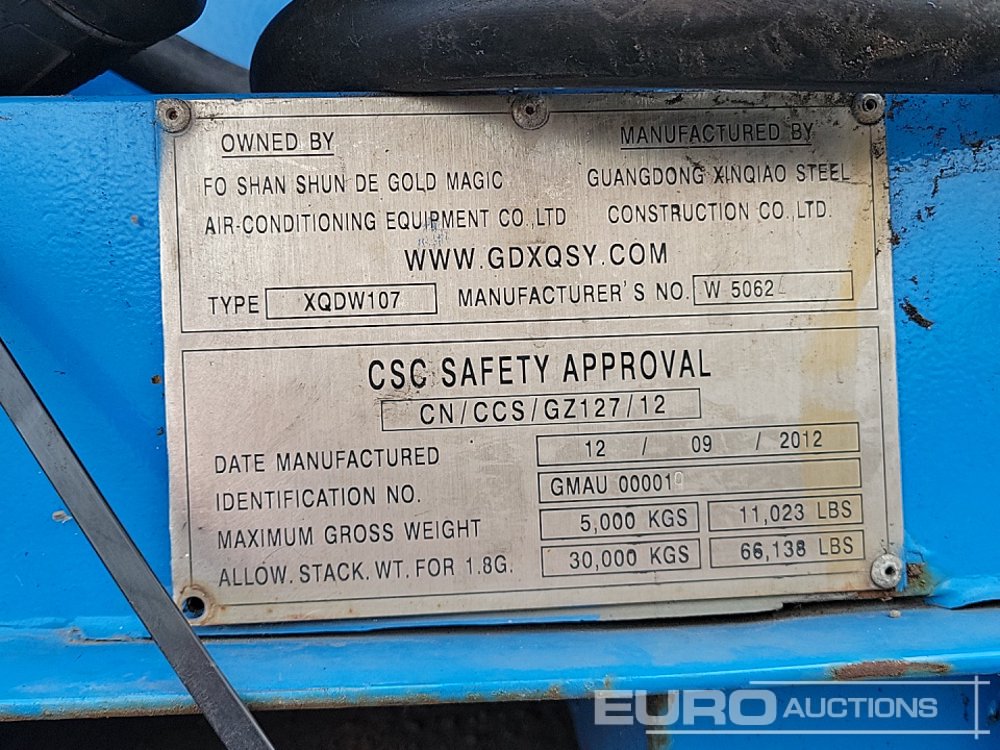 OWNED BY
FO SHAN SHUN DE GOLD MAGIC
AIR-CONDITIONING EQUIPMENT CO.,LTD
MANUFACTURED BY
GUANGDONG XINQIAO STEEL
CONSTRUCTION CO.,LTD.
WWW.GDXQSY.COM
TYPE XQDW107 MANUFACTURER'S NO. W 5062
CSC SAFETY APPROVAL
CN/CCS/GZ127/12
DATE MANUFACTURED 12 / 09 / 2012
IDENTIFICATION NO. GMAU 00001
MAXIMUM GROSS WEIGHT 5,000 KGS 11,023 LBS
ALLOW. STACK. WT. FOR 1.8G. 30,000 KGS 66,138 LBS
EURO AUCTIONS